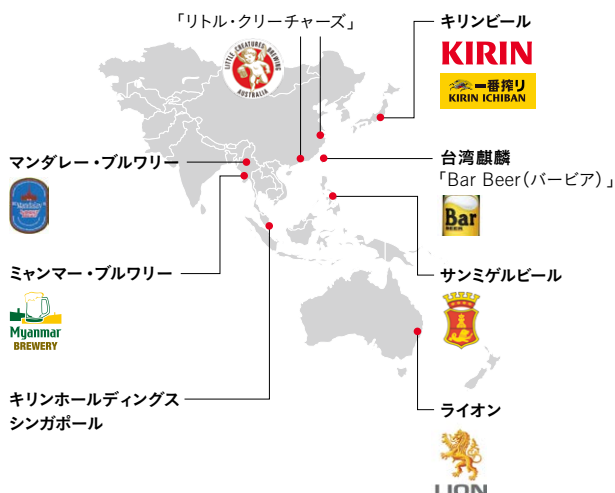 「リトル・クリーチャーズ」
LITTLE CREATURES BREWING
AUSTRALIA
キリンビール
KIRIN
一番搾り
KIRIN ICHIBAN
マンダレー・ブルワリー
Mandalay
台湾麒麟
「Bar Beer（バービア）」
Bar
BEER
ミャンマー・ブルワリー
Myanmar
BREWERY
サンミゲルビール
キリンホールディングス
シンガポール
ライオン
LION